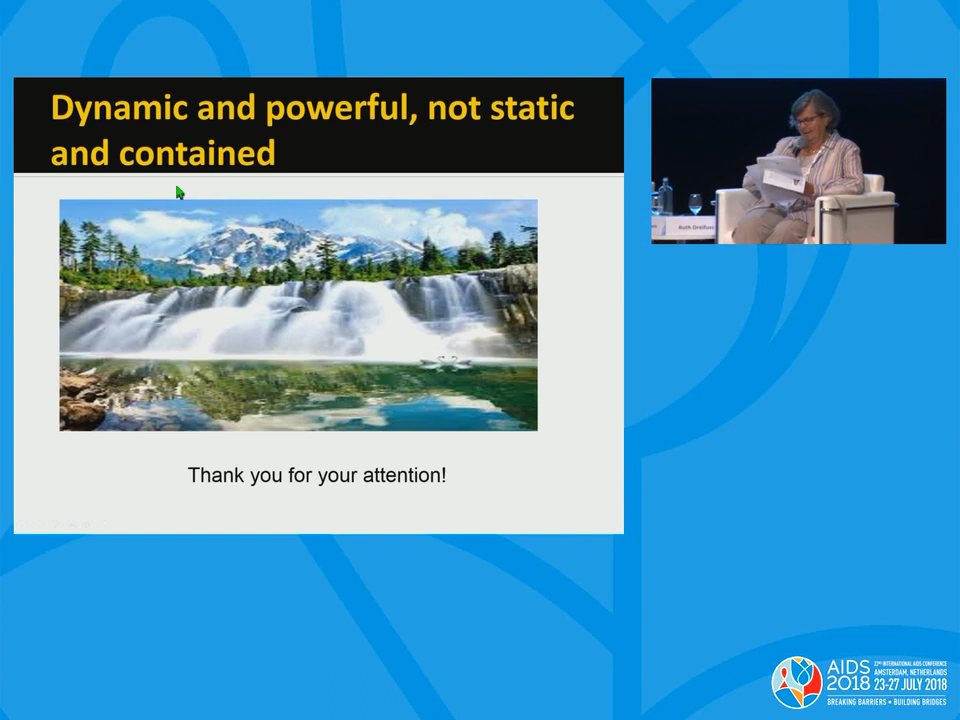 Dynamic and powerful, not static
and contained
Thank you for your attention!
Ruth Dreifuss
AIDS
2018
22ND INTERNATIONAL AIDS CONFERENCE
AMSTERDAM, NETHERLANDS
23-27 JULY 2018
BREAKING BARRIERS • BUILDING BRIDGES